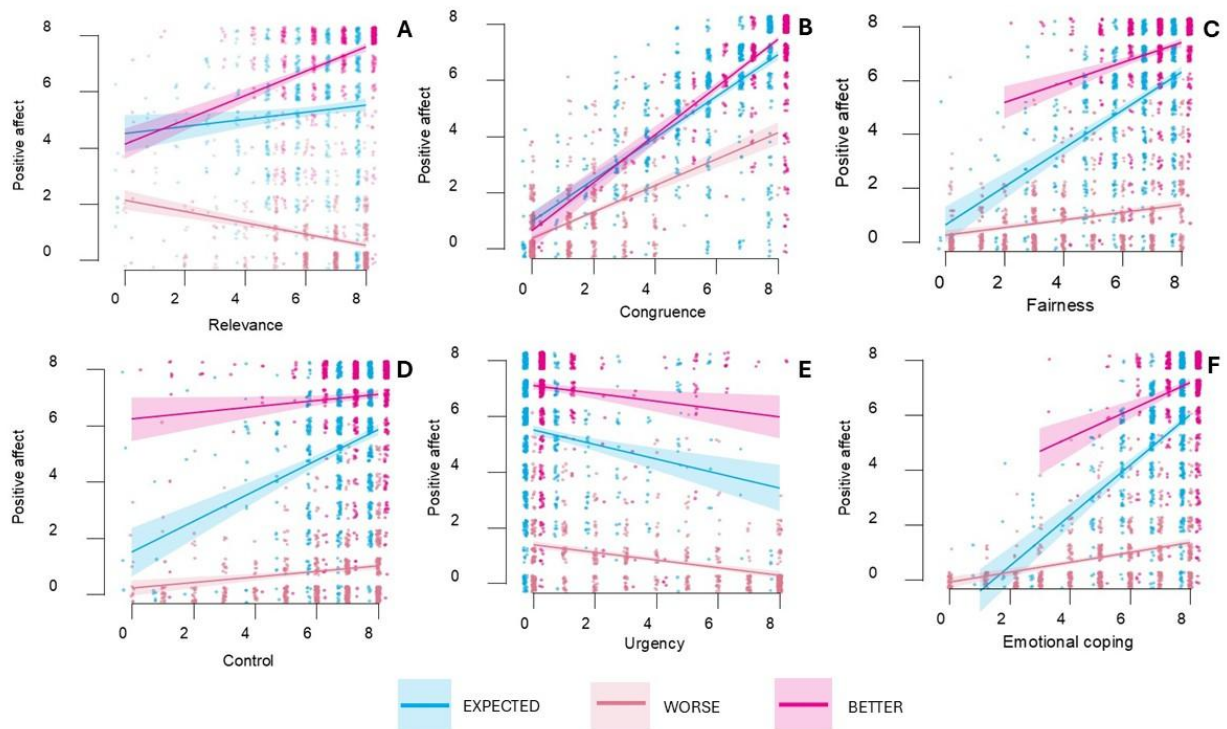 A
Positive affect
8
6
4
2
0
0 2 4 6 8
Relevance
B
Positive affect
8
6
4
2
0
0 2 4 6 8
Congruence
C
Positive affect
8
6
4
2
0
0 2 4 6 8
Fairness
D
Positive affect
8
6
4
2
0
0 2 4 6 8
Control
E
Positive affect
8
6
4
2
0
0 2 4 6 8
Urgency
F
Positive affect
8
6
4
2
0
0 2 4 6 8
Emotional coping
EXPECTED WORSE BETTER